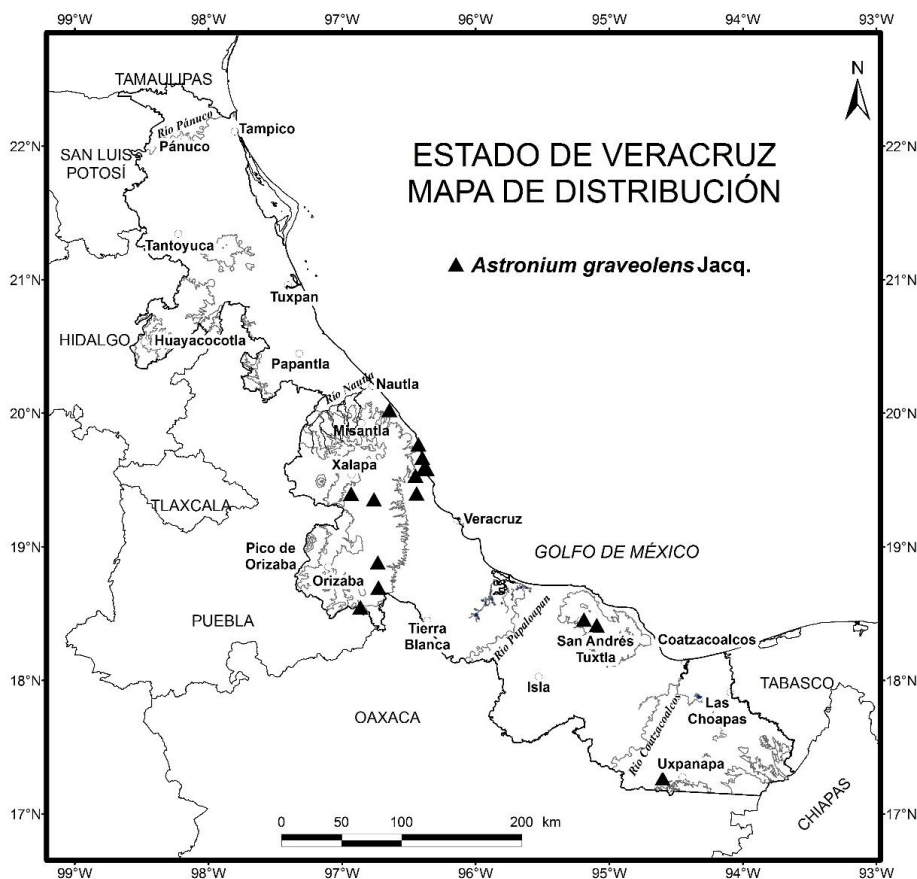 99°W 98°W 97°W 96°W 95°W 94°W 93°W
N
TAMAULIPAS
Río Pánuco
Tampico
22°N
Pánuco
22°N
SAN LUIS
POTOSÍ
ESTADO DE VERACRUZ
MAPA DE DISTRIBUCIÓN
Tantoyuca
Astronium graveolens Jacq.
21°N
21°N
Tuxpan
HIDALGO
Huayacocotla
Papantla
Río Nautla
Nautla
20°N
20°N
Misantla
Xalapa
TLAXCALA
Veracruz
19°N
19°N
Pico de
Orizaba
GOLFO DE MÉXICO
Orizaba
PUEBLA
Río Papaloapan
Tierra
Blanca
San Andrés
Tuxtla
Coatzacoalcos
18°N
18°N
Isla
TABASCO
Las
Choapas
OAXACA
Río Coatzacoalcos
Uxpanapa
17°N
17°N
CHIAPAS
0 50 100 200 km
99°W 98°W 97°W 96°W 95°W 94°W 93°W